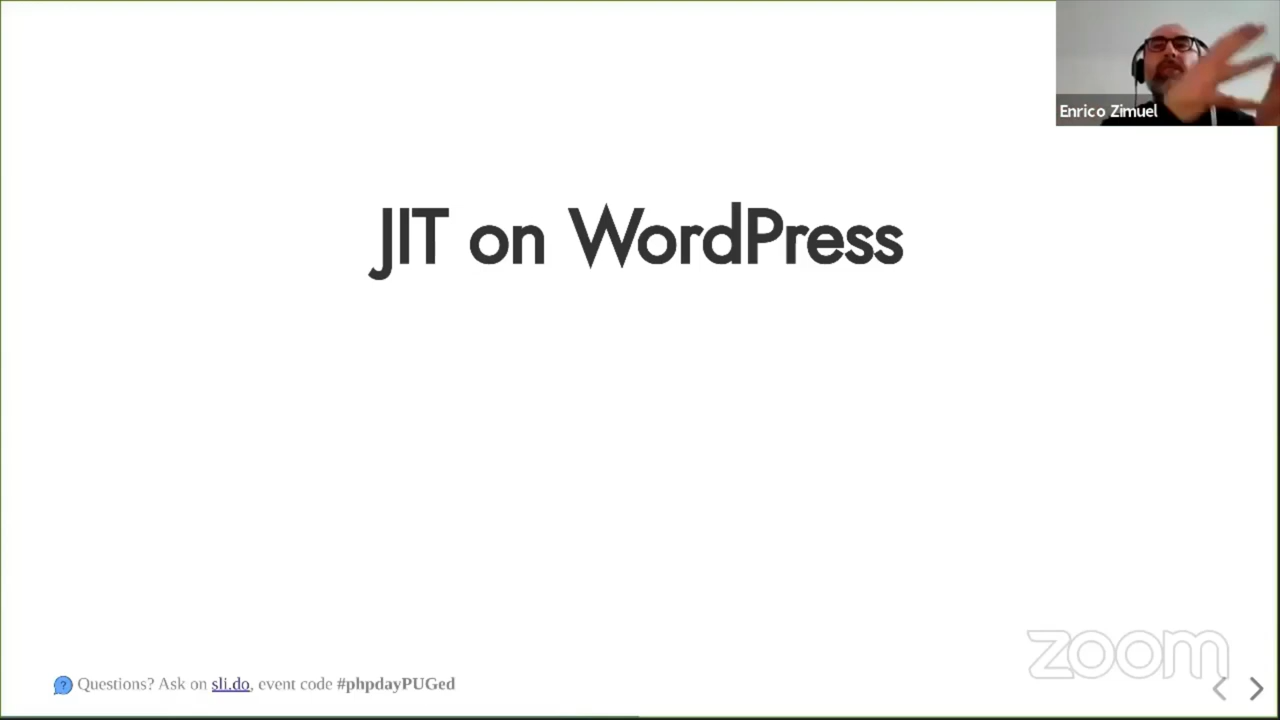 Enrico Zimuel
JIT on WordPress
zoom
Questions? Ask on sli.do, event code #phpdayPUGed